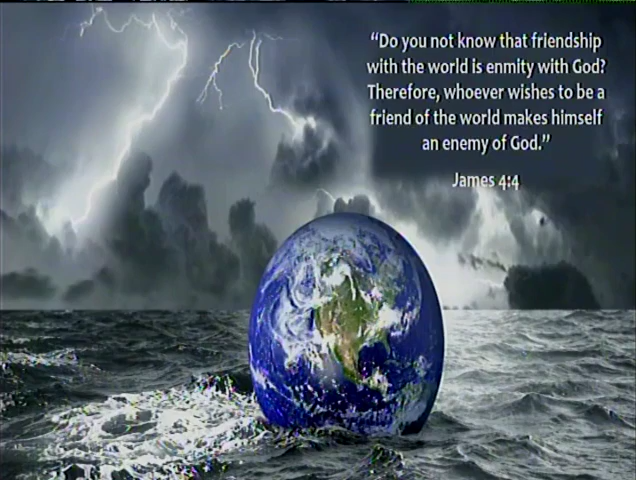 “Do you not know that friendship
with the world is enmity with God?
Therefore, whoever wishes to be a
friend of the world makes himself
an enemy of God.”
James 4:4